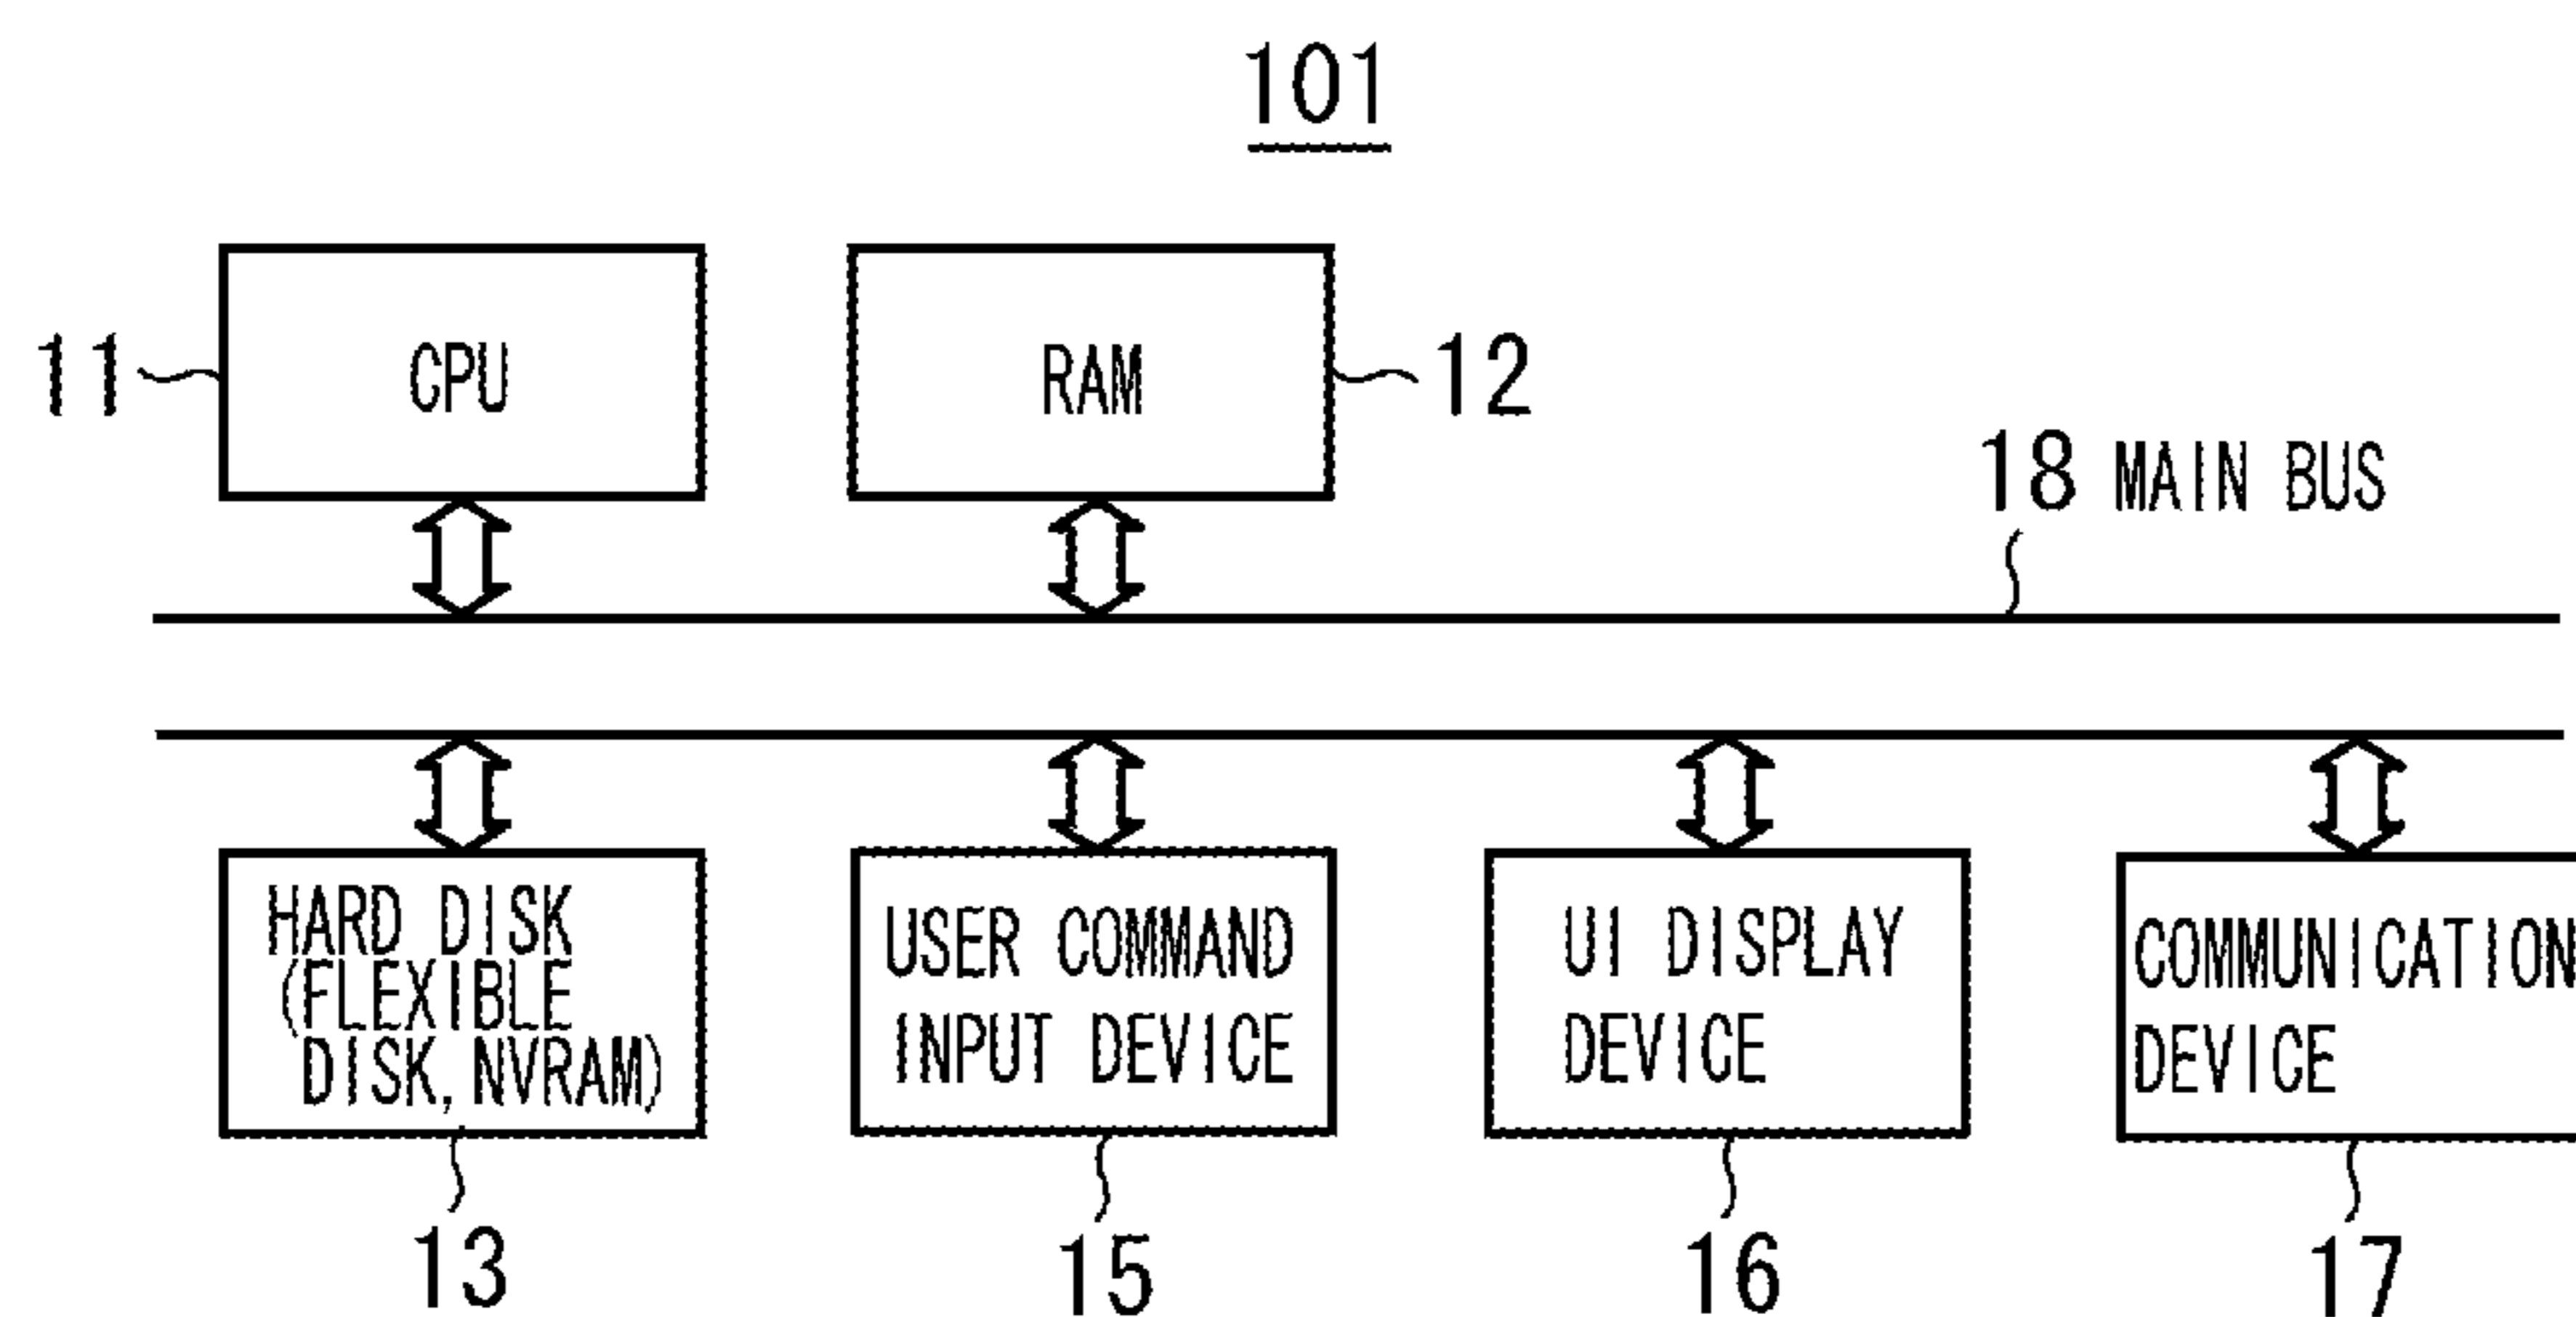 101
11
CPU
RAM
12
18 MAIN BUS
HARD DISK
(FLEXIBLE
DISK, NVRAM)
USER COMMAND
INPUT DEVICE
UI DISPLAY
DEVICE
COMMUNICATION
DEVICE
13
15
16
17